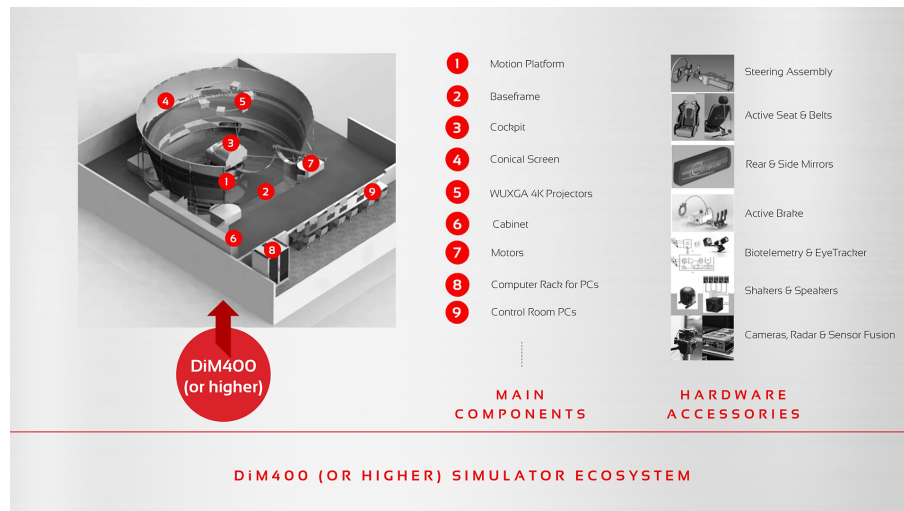 4
5
3
7
1
2
9
6
8
DiM400
(or higher)
1 Motion Platform
2 Baseframe
3 Cockpit
4 Conical Screen
5 WUXGA 4K Projectors
6 Cabinet
7 Motors
8 Computer Rack for PCs
9 Control Room PCs
MAIN
COMPONENTS
Steering Assembly
Active Seat & Belts
Rear & Side Mirrors
Active Brake
Biotelemetry & EyeTracker
Shakers & Speakers
Cameras, Radar & Sensor Fusion
HARDWARE
ACCESSORIES
DiM400 (OR HIGHER) SIMULATOR ECOSYSTEM